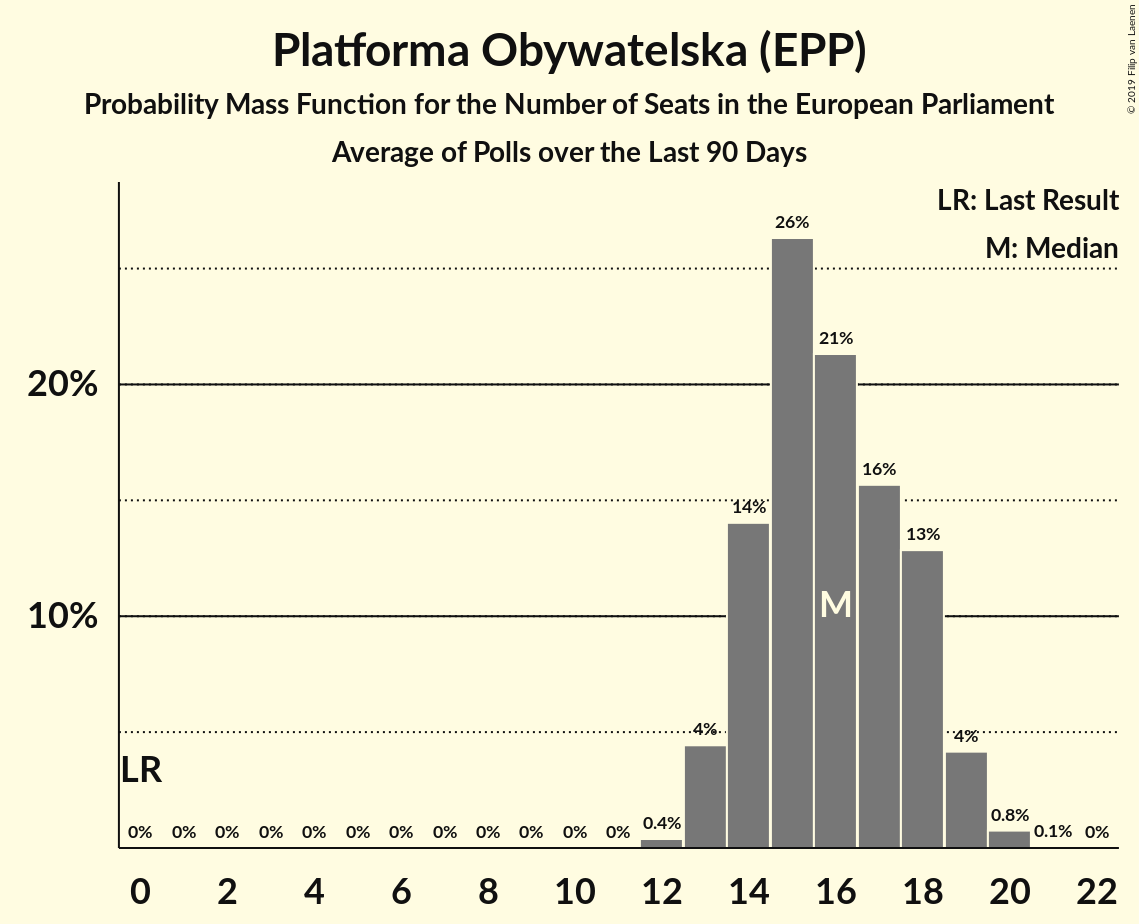 Platforma Obywatelska (EPP)
Probability Mass Function for the Number of Seats in the European Parliament
Average of Polls over the Last 90 Days
© 2019 Filip van Laenen
LR: Last Result
M: Median
26%
21%
20%
16%
14%
13%
M
10%
4%
4%
LR
0% 0% 0% 0% 0% 0% 0% 0% 0% 0% 0% 0% 0.4% 0.8% 0.1% 0%
0 2 4 6 8 10 12 14 16 18 20 22